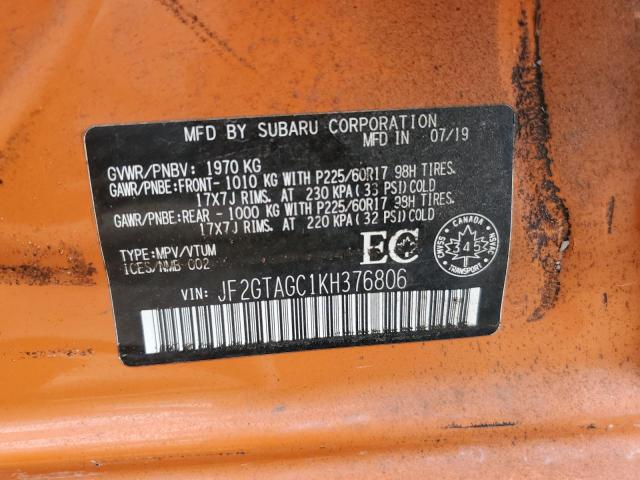 MFD BY SUBARU CORPORATION
MFD IN 07/19
GVWR/PNBV: 1970 KG
GAWR/PNBE:FRONT- 1010 KG WITH P225/60R17 98H TIRES.
17X7J RIMS. AT 230 KPA (33 PSI)COLD
GAWR/PNBE:REAR - 1000 KG WITH P225/60R17 98H TIRES.
17X7J RIMS. AT 220 KPA (32 PSI)COLD
TYPE:MPV/VTUM
ICES/NMB-002
EC
CANADA
CMVSS
45
NSVAC
TRANSPORT
VIN: JF2GTAGC1KH376806